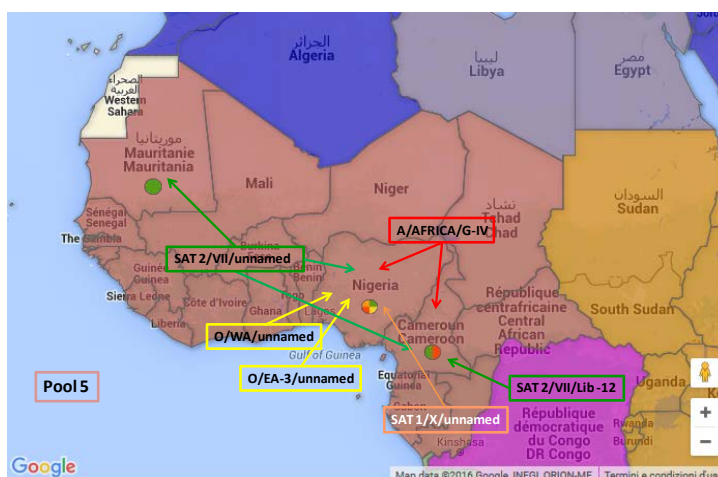 الجزائر
Algeria
ليبيا
Libya
مصر
Egypt
الصحراء
الغربية
Western
Sahara
موريتانيا
Mauritanie
Mauritania
Mali
Niger
تشاد
Tchad
Chad
السودان
Sudan
A/AFRICA/G-IV
Sénégal
Senegal
The Gambia
Burkina
SAT 2/VII/unnamed
Guinée
Guinea
Bénin
Benin
Nigeria
Sierra Leone
Côte d'Ivoire
Ghana
Togo
Lagos
Liberia
République
centrafricaine
Central
African
Republic
South Sudan
Cameroun
Cameroon
O/WA/unnamed
Gulf of Guinea
O/EA-3/unnamed
Equatorial
Guinea
SAT 2/VII/Lib -12
Uganda
Pool 5
Gabon
SAT 1/X/unnamed
République
démocratique
du Congo
DR Congo
Rwanda
Burundi
Kinshasa
+
−
Google
Map data ©2016 Google, INEGI, ORION-ME
Termini e condizioni d'us